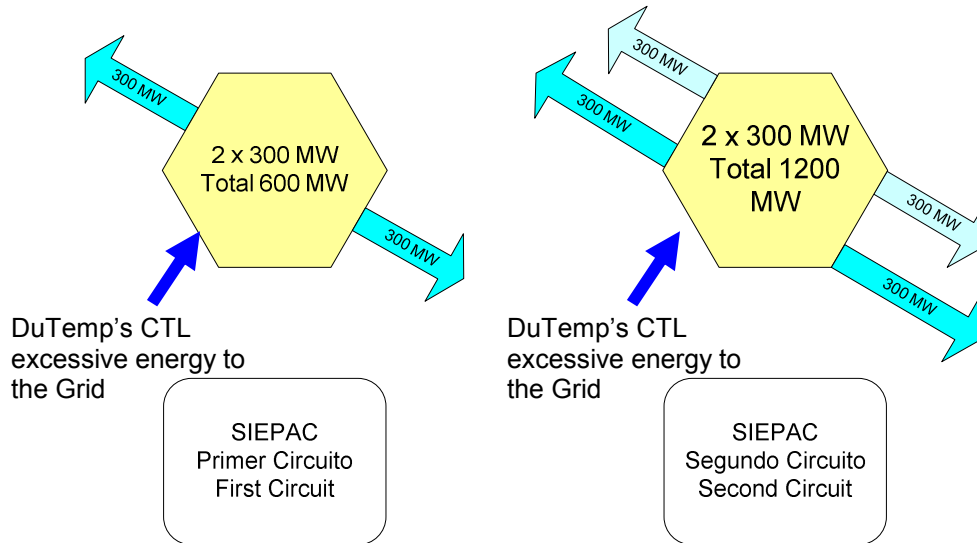 300 MW
2 x 300 MW
Total 600 MW
300 MW
DuTemp's CTL
excessive energy to
the Grid
SIEPAC
Primer Circuito
First Circuit
300 MW
300 MW
2 x 300 MW
Total 1200
MW
300 MW
300 MW
DuTemp's CTL
excessive energy to
the Grid
SIEPAC
Segundo Circuito
Second Circuit